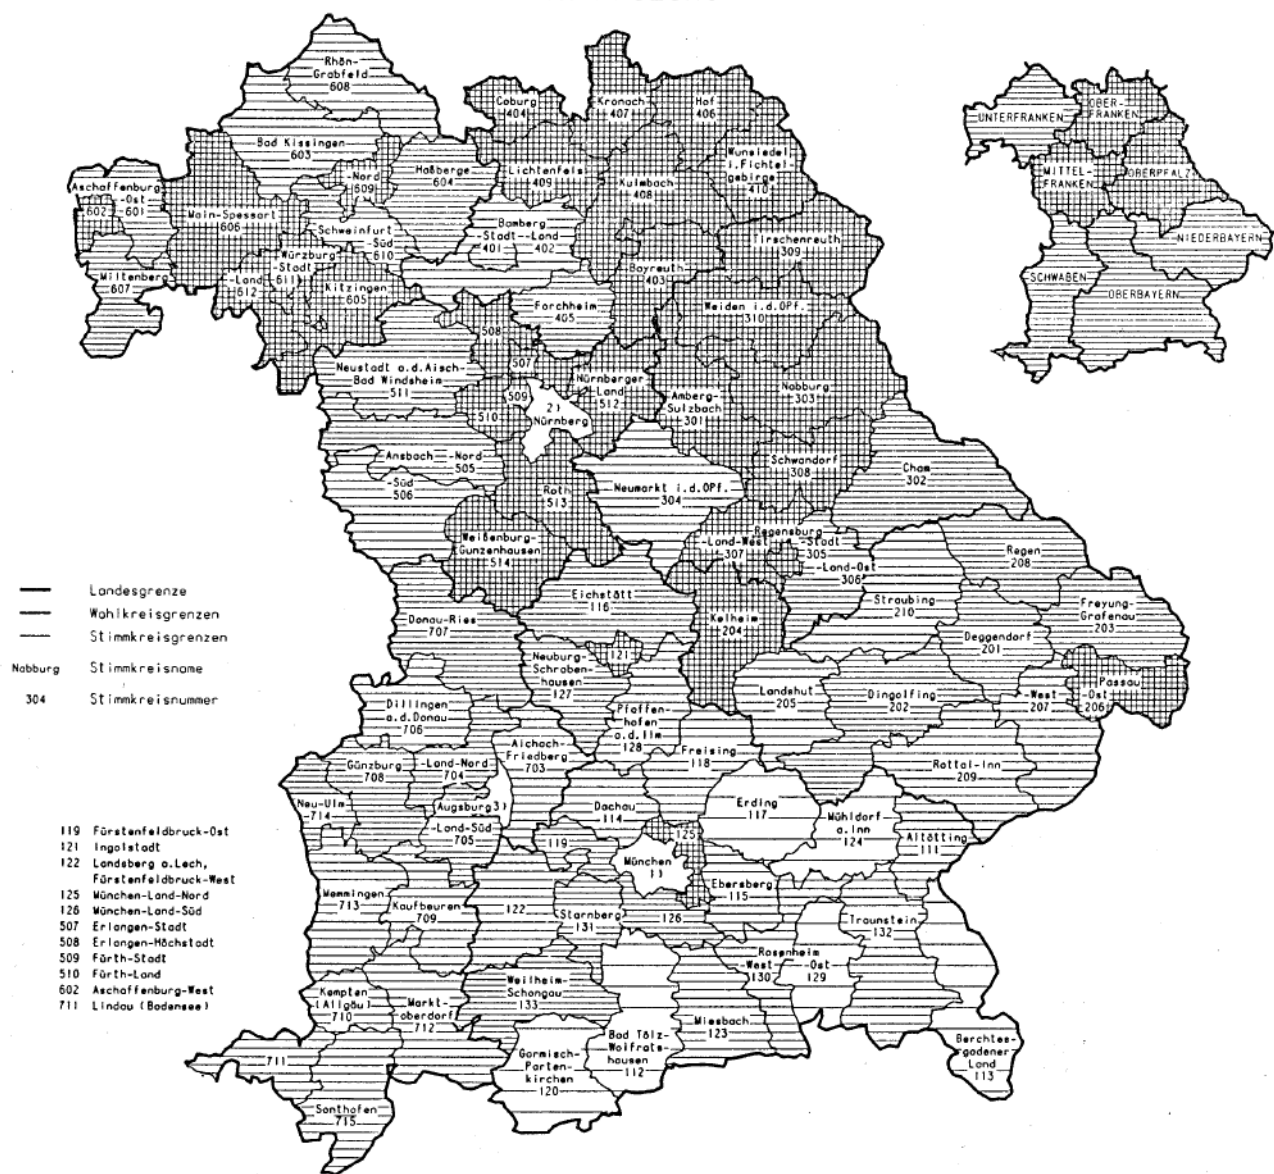 Rhön-
Grabfeld
608
Coburg
404
Kronach
407
Hof
406
Bad Kissingen
603
-Nord
609
Haßberge
604
Lichtenfels
409
Kulmbach
408
Wunsiedel
i.Fichtel-
gebirge
410
Aschaffenburg
-Ost
602
601
Main-Spessart
606
Schweinfurt
-Süd
610
Bamberg
-Stadt--Land
401
402
Tirschenreuth
309
Miltenberg
607
Würzburg
-Stadt
611
-Land
612
Kitzingen
605
Bayreuth
403
Forchheim
405
Weiden i.d.OPf.
310
508
507
509
510
Neustadt a.d.Aisch-
Bad Windsheim
511
2)
Nürnberg
Nürnberger
Land
512
Amberg-
Sulzbach
301
Nabburg
303
Ansbach
-Nord
505
-Süd
506
Roth
513
Neumarkt i.d.OPf.
304
Schwandorf
308
Cham
302
Weißenburg-
Gunzenhausen
514
Regensburg
-Land-West
307
-Stadt
305
-Land-Ost
306
Regen
208
Straubing
210
Freyung-
Grafenau
203
Eichstätt
116
Kelheim
204
Deggendorf
201
Donau-Ries
707
Neuburg-
Schrobenhausen
127
121
Landshut
205
Dingolfing
202
Passau
-West
207
-Ost
206
Dillingen
a.d.Donau
706
Pfaffen-
hofen
a.d.Ilm
128
Aichach-
Friedberg
703
Freising
118
Rottal-Inn
209
Günzburg
708
-Land-Nord
704
Neu-Ulm
714
Augsburg3)
-Land-Süd
705
Dachau
114
Erding
117
Mühldorf
a.Inn
124
Altötting
111
119
125
München
1)
Memmingen
713
Kaufbeuren
709
122
Starnberg
131
126
Ebersberg
115
Traunstein
132
Rosenheim
-West
130
-Ost
129
Kempten
(Allgäu)
710
Markt-
oberdorf
712
Weilheim-
Schongau
133
Miesbach
123
Bad Tölz-
Wolfrats-
hausen
112
Garmisch-
Parten-
kirchen
120
Berchtes-
gadener
Land
113
711
Sonthofen
715
UNTERFRANKEN
OBER-
FRANKEN
MITTEL-
FRANKEN
OBERPFALZ
NIEDERBAYERN
SCHWABEN
OBERBAYERN
Landesgrenze
Wahlkreisgrenzen
Stimmkreisgrenzen
Nabburg Stimmkreisname
304 Stimmkreisnummer
119 Fürstenfeldbruck-Ost
121 Ingolstadt
122 Landsberg a.Lech,
Fürstenfeldbruck-West
125 München-Land-Nord
126 München-Land-Süd
507 Erlangen-Stadt
508 Erlangen-Höchstadt
509 Fürth-Stadt
510 Fürth-Land
602 Aschaffenburg-West
711 Lindau (Bodensee)